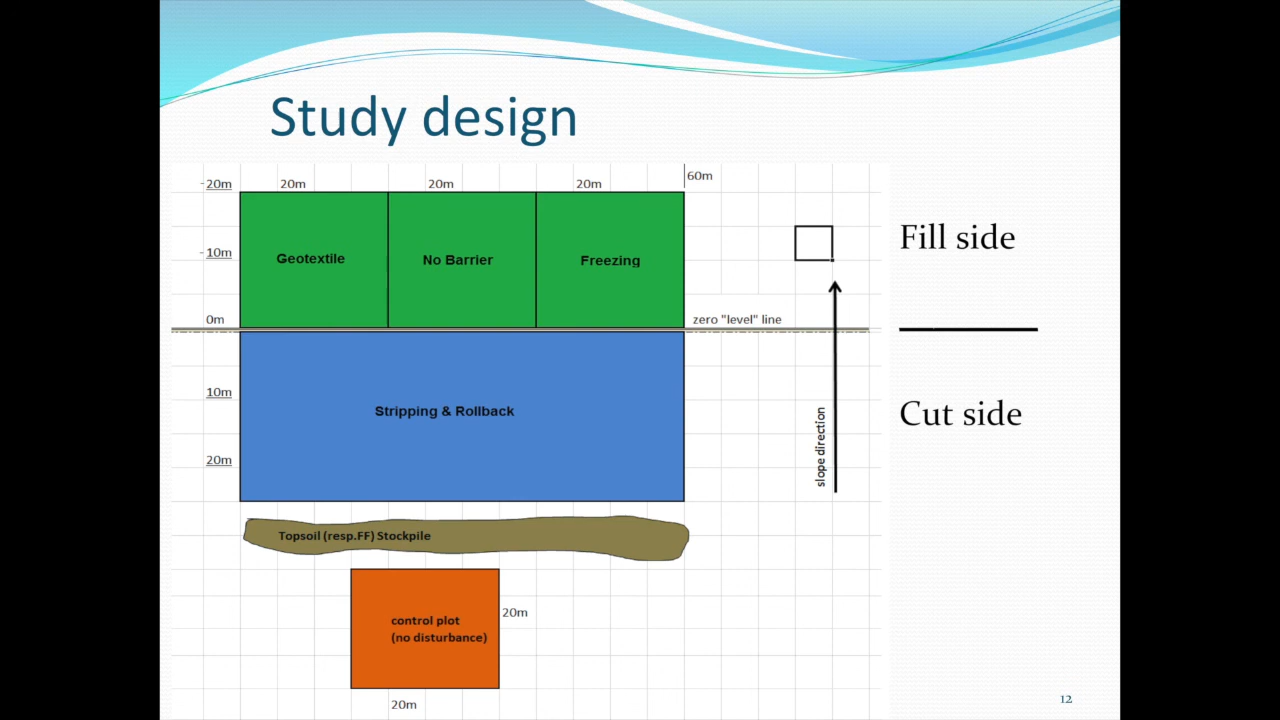 Study design
-20m
20m
20m
20m
60m
-10m
Geotextile
No Barrier
Freezing
Fill side
0m
zero "level" line
10m
Stripping & Rollback
Cut side
slope direction
20m
Topsoil (resp.FF) Stockpile
control plot
(no disturbance)
20m
20m
12